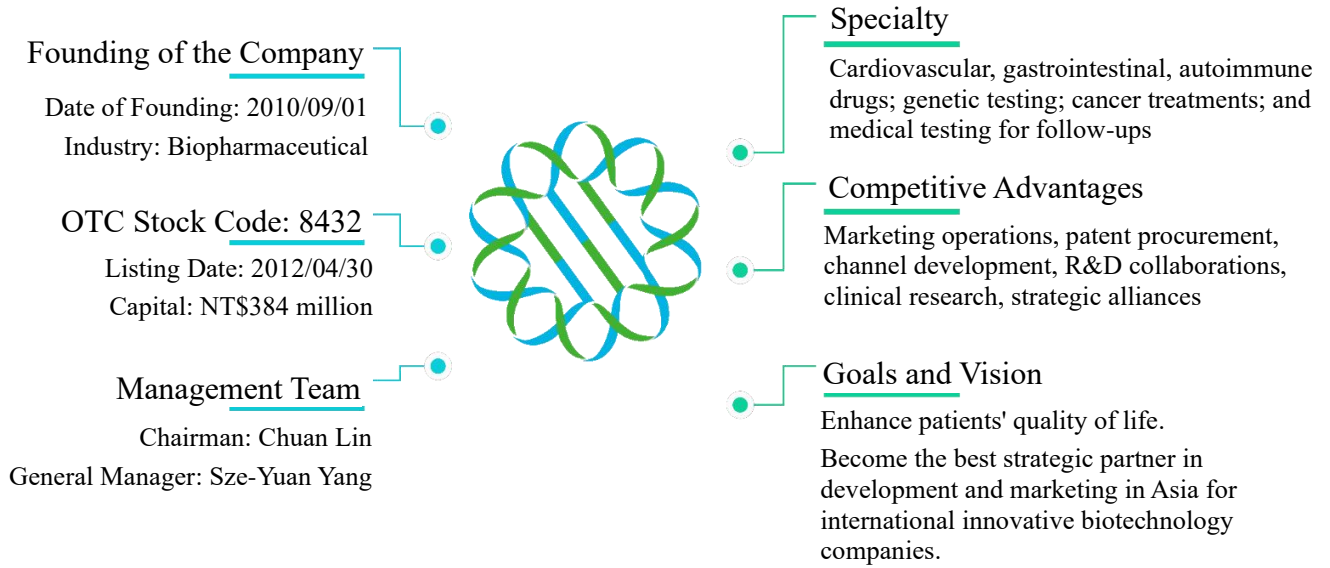 Founding of the Company
Date of Founding: 2010/09/01
Industry: Biopharmaceutical
OTC Stock Code: 8432
Listing Date: 2012/04/30
Capital: NT$384 million
Management Team
Chairman: Chuan Lin
General Manager: Sze-Yuan Yang
Specialty
Cardiovascular, gastrointestinal, autoimmune
drugs; genetic testing; cancer treatments; and
medical testing for follow-ups
Competitive Advantages
Marketing operations, patent procurement,
channel development, R&D collaborations,
clinical research, strategic alliances
Goals and Vision
Enhance patients' quality of life.
Become the best strategic partner in
development and marketing in Asia for
international innovative biotechnology
companies.